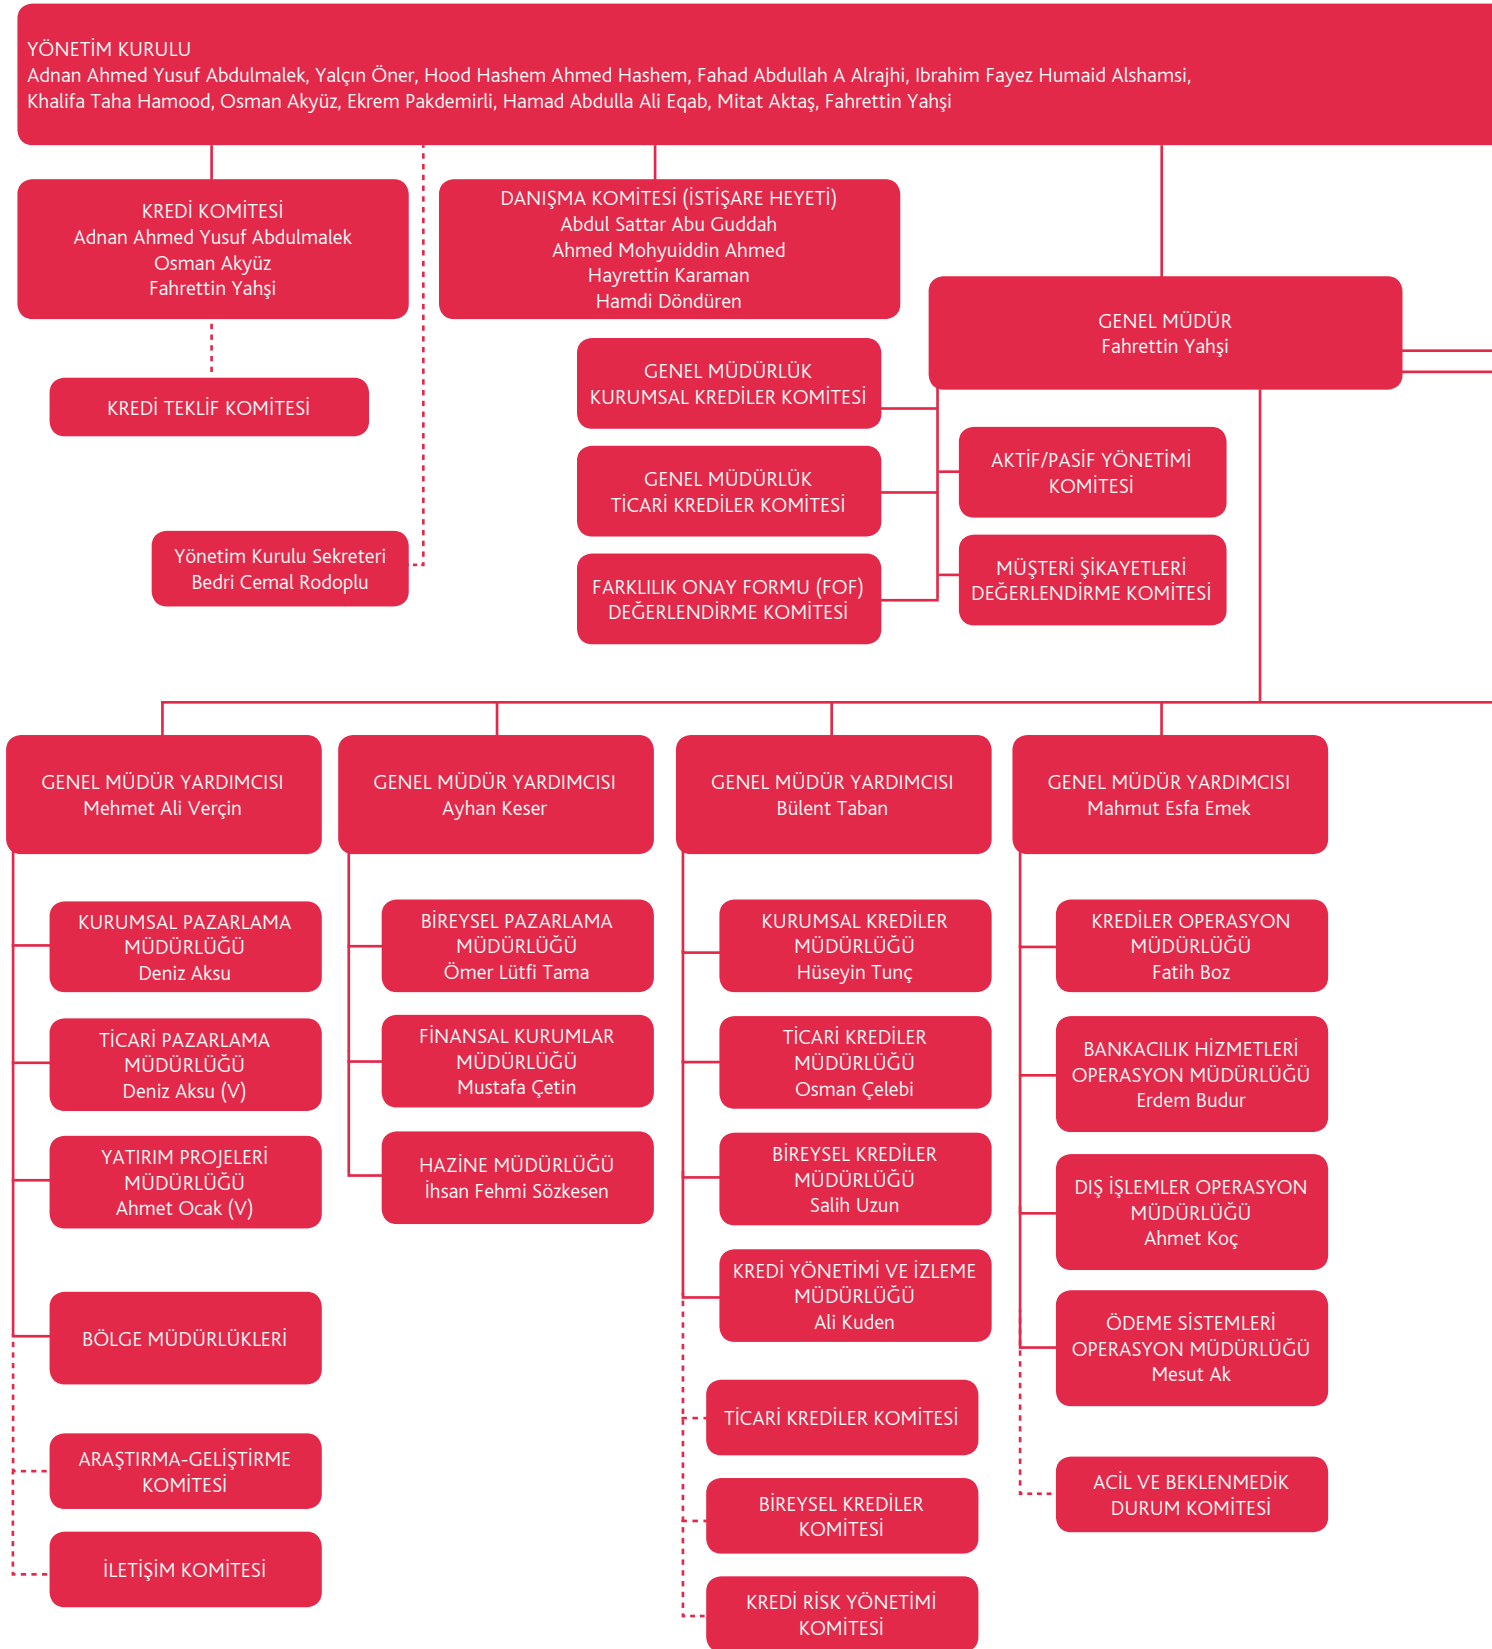 YÖNETİM KURULU
Adnan Ahmed Yusuf Abdulmalek, Yalçın Öner, Hood Hashem Ahmed Hashem, Fahad Abdullah A Alrajhi, Ibrahim Fayez Humaid Alshamsi,
Khalifa Taha Hamood, Osman Akyüz, Ekrem Pakdemirli, Hamad Abdulla Ali Eqab, Mitat Aktaş, Fahrettin Yahşi
KREDİ KOMİTESİ
Adnan Ahmed Yusuf Abdulmalek
Osman Akyüz
Fahrettin Yahşi
DANIŞMA KOMİTESİ (İSTİŞARE HEYETİ)
Abdul Sattar Abu Guddah
Ahmed Mohyuiddin Ahmed
Hayrettin Karaman
Hamdi Döndüren
GENEL MÜDÜR
Fahrettin Yahşi
KREDİ TEKLİF KOMİTESİ
GENEL MÜDÜRLÜK
KURUMSAL KREDİLER KOMİTESİ
AKTİF/PASİF YÖNETİMİ
KOMİTESİ
GENEL MÜDÜRLÜK
TİCARİ KREDİLER KOMİTESİ
Yönetim Kurulu Sekreteri
Bedri Cemal Rodoplu
FARKLILIK ONAY FORMU (FOF)
DEĞERLENDİRME KOMİTESİ
MÜŞTERİ ŞİKAYETLERİ
DEĞERLENDİRME KOMİTESİ
GENEL MÜDÜR YARDIMCISI
Mehmet Ali Verçin
KURUMSAL PAZARLAMA
MÜDÜRLÜĞÜ
Deniz Aksu
TİCARİ PAZARLAMA
MÜDÜRLÜĞÜ
Deniz Aksu (V)
YATIRIM PROJELERİ
MÜDÜRLÜĞÜ
Ahmet Ocak (V)
BÖLGE MÜDÜRLÜKLERİ
ARAŞTIRMA-GELİŞTİRME
KOMİTESİ
İLETİŞİM KOMİTESİ
GENEL MÜDÜR YARDIMCISI
Ayhan Keser
BİREYSEL PAZARLAMA
MÜDÜRLÜĞÜ
Ömer Lütfi Tama
FİNANSAL KURUMLAR
MÜDÜRLÜĞÜ
Mustafa Çetin
HAZİNE MÜDÜRLÜĞÜ
İhsan Fehmi Sözkesen
GENEL MÜDÜR YARDIMCISI
Bülent Taban
KURUMSAL KREDİLER
MÜDÜRLÜĞÜ
Hüseyin Tunç
TİCARİ KREDİLER
MÜDÜRLÜĞÜ
Osman Çelebi
BİREYSEL KREDİLER
MÜDÜRLÜĞÜ
Salih Uzun
KREDİ YÖNETİMİ VE İZLEME
MÜDÜRLÜĞÜ
Ali Kuden
TİCARİ KREDİLER KOMİTESİ
BİREYSEL KREDİLER
KOMİTESİ
KREDİ RİSK YÖNETİMİ
KOMİTESİ
GENEL MÜDÜR YARDIMCISI
Mahmut Esfa Emek
KREDİLER OPERASYON
MÜDÜRLÜĞÜ
Fatih Boz
BANKACILIK HİZMETLERİ
OPERASYON MÜDÜRLÜĞÜ
Erdem Budur
DIŞ İŞLEMLER OPERASYON
MÜDÜRLÜĞÜ
Ahmet Koç
ÖDEME SİSTEMLERİ
OPERASYON MÜDÜRLÜĞÜ
Mesut Ak
ACİL VE BEKLENMEDİK
DURUM KOMİTESİ